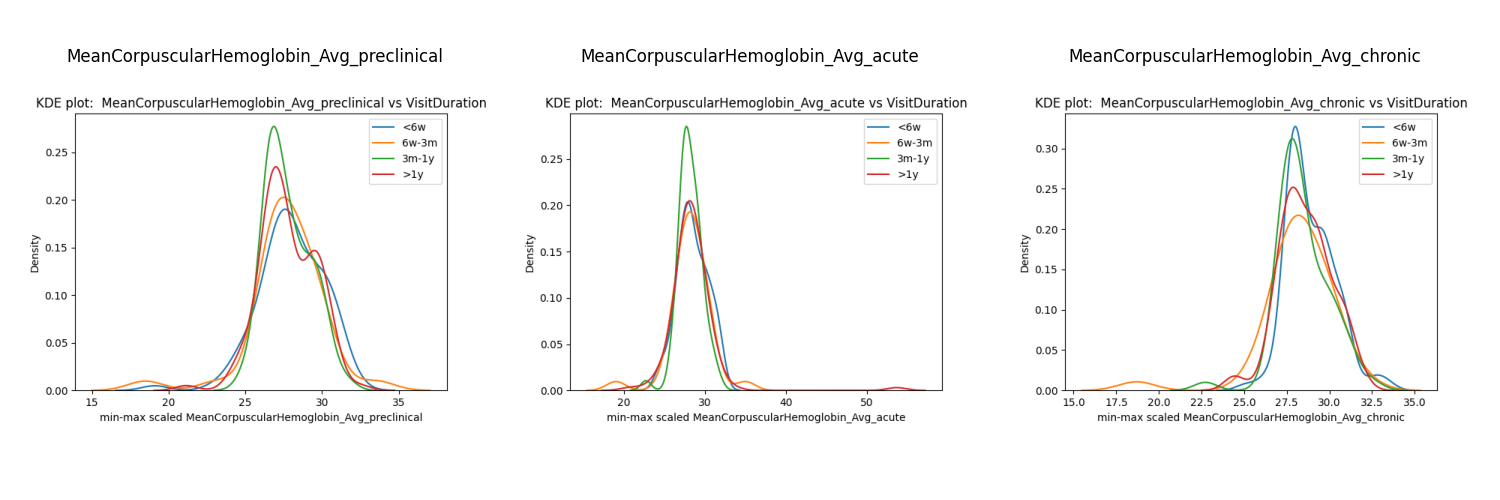 MeanCorpuscularHemoglobin_Avg_preclinical
KDE plot:  MeanCorpuscularHemoglobin_Avg_preclinical vs VisitDuration
<6w
6w-3m
3m-1y
>1y
0.25
0.20
0.15
0.10
0.05
0.00
Density
15 20 25 30 35
min-max scaled MeanCorpuscularHemoglobin_Avg_preclinical
MeanCorpuscularHemoglobin_Avg_acute
KDE plot:  MeanCorpuscularHemoglobin_Avg_acute vs VisitDuration
<6w
6w-3m
3m-1y
>1y
0.25
0.20
0.15
0.10
0.05
0.00
Density
20 30 40 50
min-max scaled MeanCorpuscularHemoglobin_Avg_acute
MeanCorpuscularHemoglobin_Avg_chronic
KDE plot:  MeanCorpuscularHemoglobin_Avg_chronic vs VisitDuration
<6w
6w-3m
3m-1y
>1y
0.30
0.25
0.20
0.15
0.10
0.05
0.00
Density
15.0 17.5 20.0 22.5 25.0 27.5 30.0 32.5 35.0
min-max scaled MeanCorpuscularHemoglobin_Avg_chronic